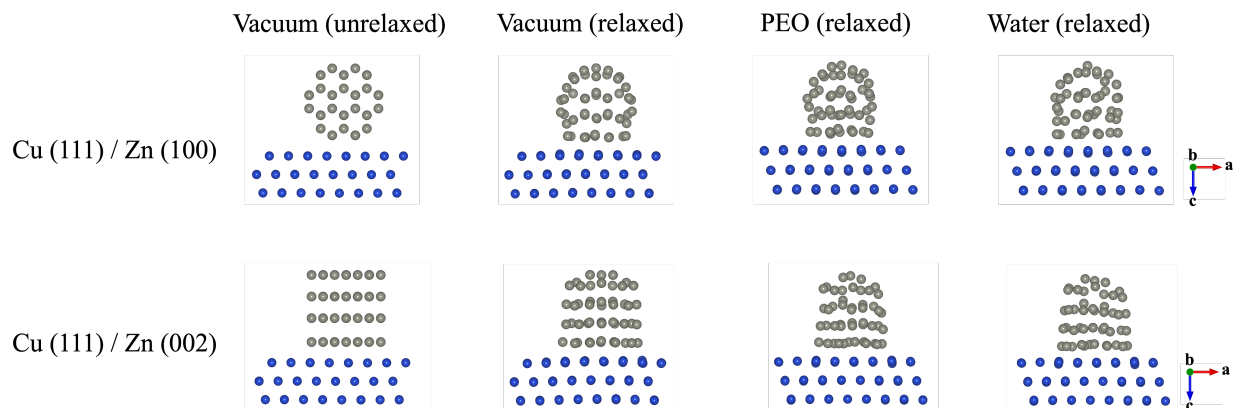 Vacuum (unrelaxed) Vacuum (relaxed) PEO (relaxed) Water (relaxed)
Cu (111) / Zn (100)
b
a
c
Cu (111) / Zn (002)
b
a
c